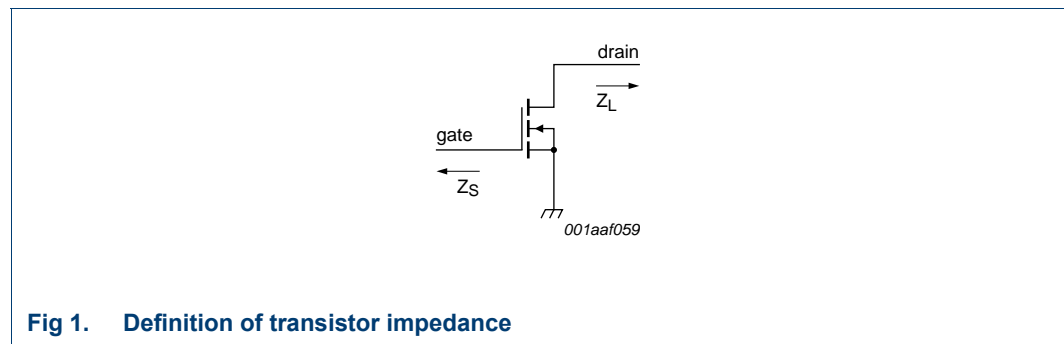 drain
Z_L
gate
Z_S
001aaf059
Fig 1. Definition of transistor impedance